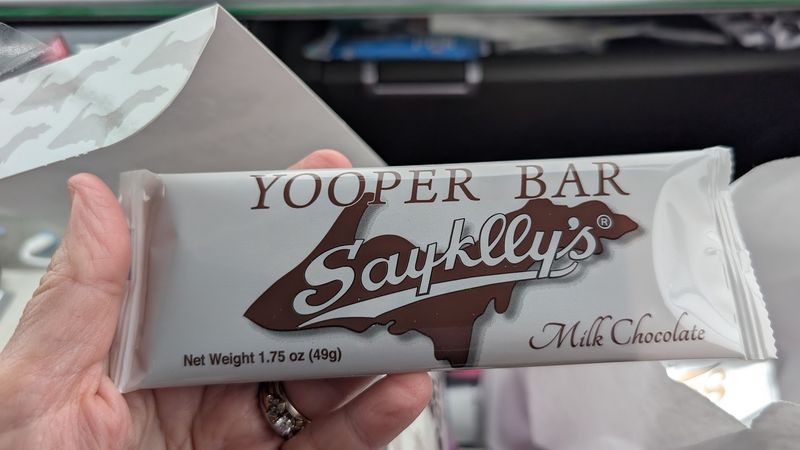 YOOPER BAR
Sayklly's®
Milk Chocolate
Net Weight 1.75 oz (49g)